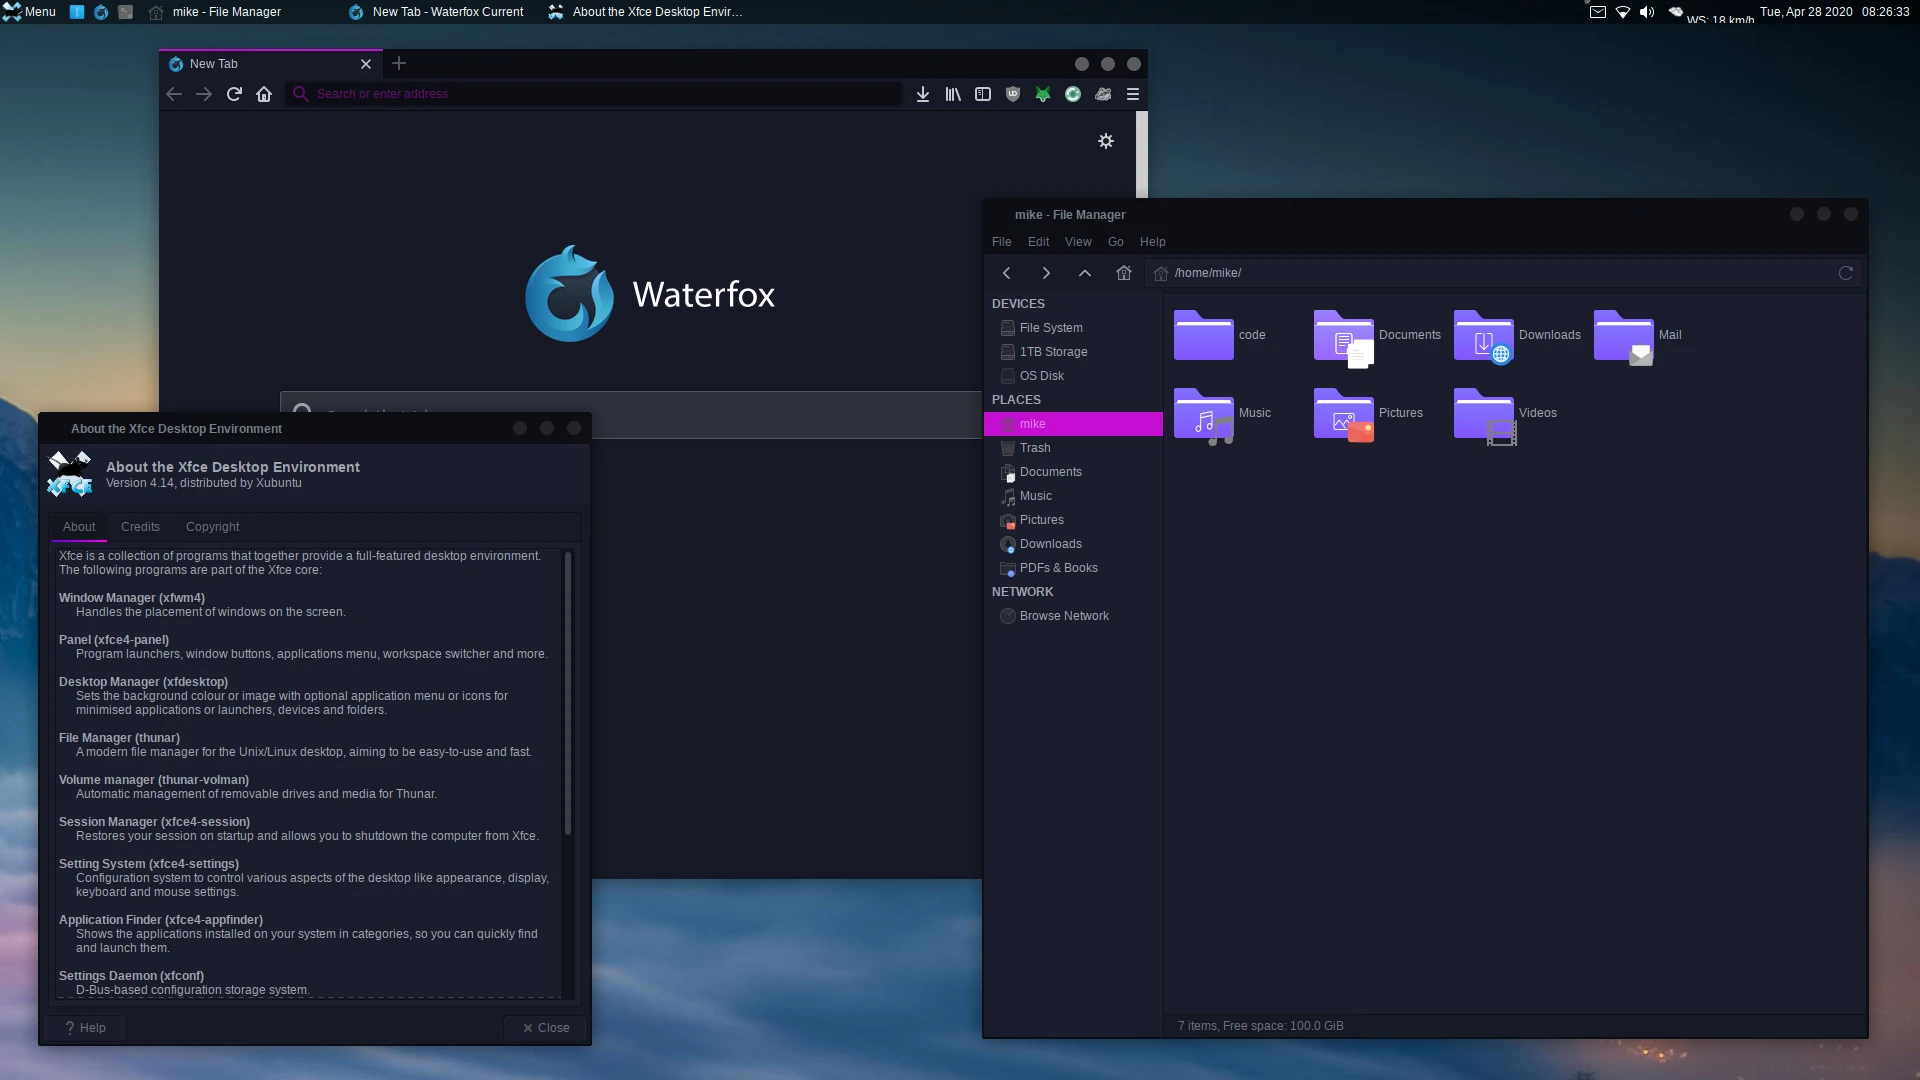 Menu
mike - File Manager
New Tab - Waterfox Current
About the Xfce Desktop Envir...
WS: 18 km/h
Tue, Apr 28 2020 08:26:33
New Tab
Search or enter address
Waterfox
mike - File Manager
File Edit View Go Help
/home/mike/
DEVICES
File System
1TB Storage
OS Disk
PLACES
mike
Trash
Documents
Music
Pictures
Downloads
PDFs & Books
NETWORK
Browse Network
code
Documents
Downloads
Mail
Music
Pictures
Videos
7 items, Free space: 100.0 GiB
About the Xfce Desktop Environment
XFCE
About the Xfce Desktop Environment
Version 4.14, distributed by Xubuntu
About Credits Copyright
Xfce is a collection of programs that together provide a full-featured desktop environment.
The following programs are part of the Xfce core:
Window Manager (xfwm4)
Handles the placement of windows on the screen.
Panel (xfce4-panel)
Program launchers, window buttons, applications menu, workspace switcher and more.
Desktop Manager (xfdesktop)
Sets the background colour or image with optional application menu or icons for
minimised applications or launchers, devices and folders.
File Manager (thunar)
A modern file manager for the Unix/Linux desktop, aiming to be easy-to-use and fast.
Volume manager (thunar-volman)
Automatic management of removable drives and media for Thunar.
Session Manager (xfce4-session)
Restores your session on startup and allows you to shutdown the computer from Xfce.
Setting System (xfce4-settings)
Configuration system to control various aspects of the desktop like appearance, display,
keyboard and mouse settings.
Application Finder (xfce4-appfinder)
Shows the applications installed on your system in categories, so you can quickly find
and launch them.
Settings Daemon (xfconf)
D-Bus-based configuration storage system.
Help
Close